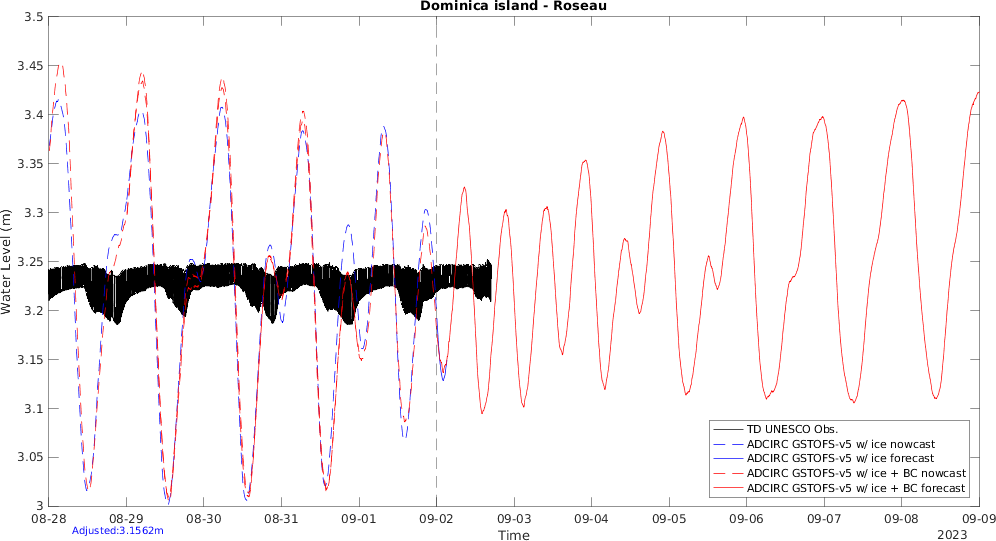 Dominica island - Roseau
3.5
3.45
3.4
3.35
3.3
3.25
3.2
3.15
3.1
3.05
3
Water Level (m)
TD UNESCO Obs.
ADCIRC GSTOFS-v5 w/ ice nowcast
ADCIRC GSTOFS-v5 w/ ice forecast
ADCIRC GSTOFS-v5 w/ ice + BC nowcast
ADCIRC GSTOFS-v5 w/ ice + BC forecast
08-28 08-29 08-30 08-31 09-01 09-02 09-03 09-04 09-05 09-06 09-07 09-08 09-09
Adjusted:3.1562m
Time
2023